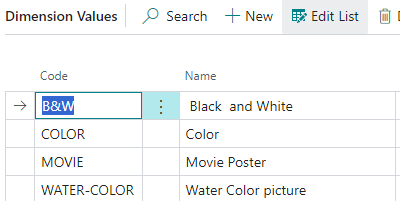 Dimension Values Search + New Edit List
Code Name
B&W Black and White
COLOR Color
MOVIE Movie Poster
WATER-COLOR Water Color picture